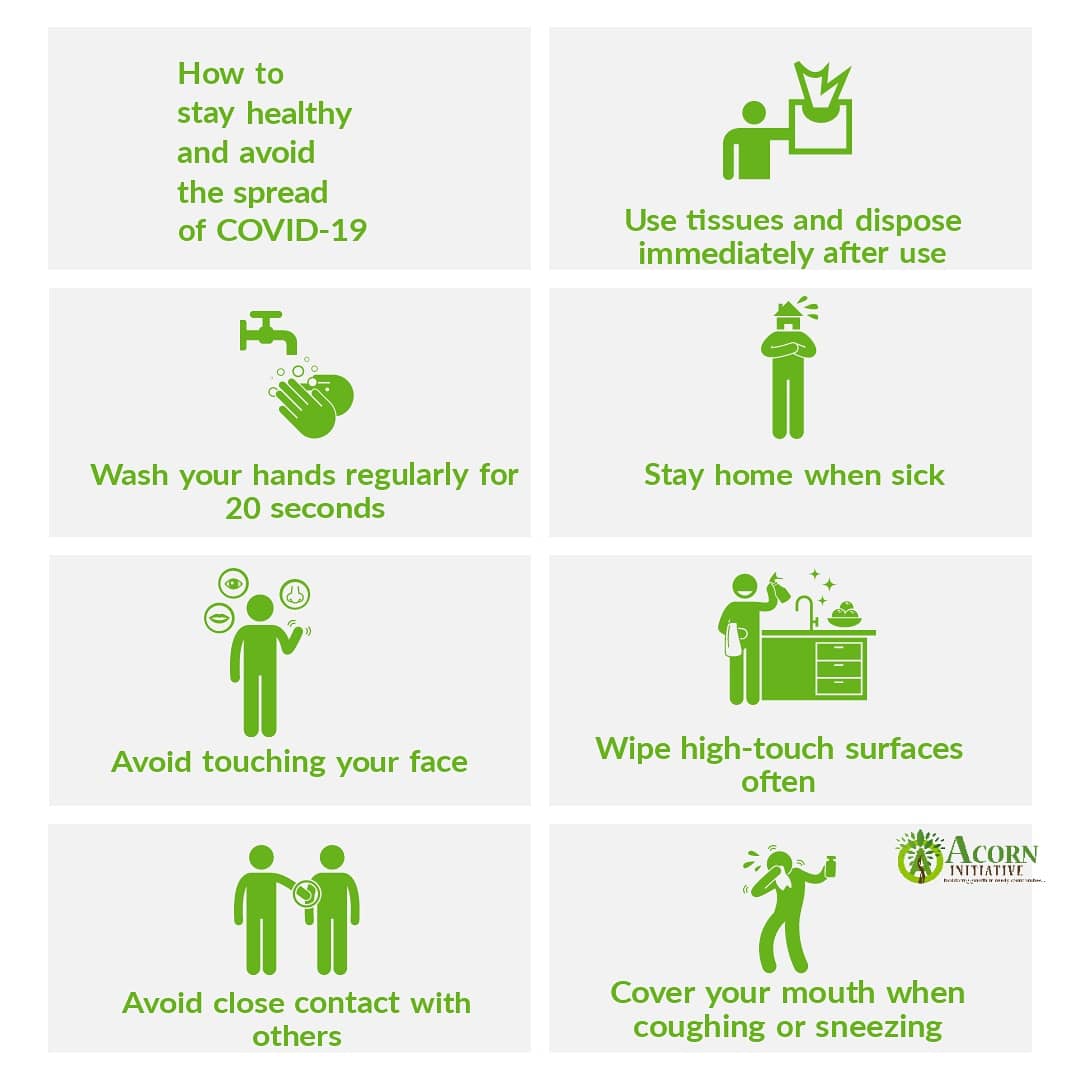 How to
stay healthy
and avoid
the spread
of COVID-19
Use tissues and dispose
immediately after use
Wash your hands regularly for
20 seconds
Stay home when sick
Avoid touching your face
Wipe high-touch surfaces
often
Avoid close contact with
others
ACORN
INITIATIVE
Cover your mouth when
coughing or sneezing